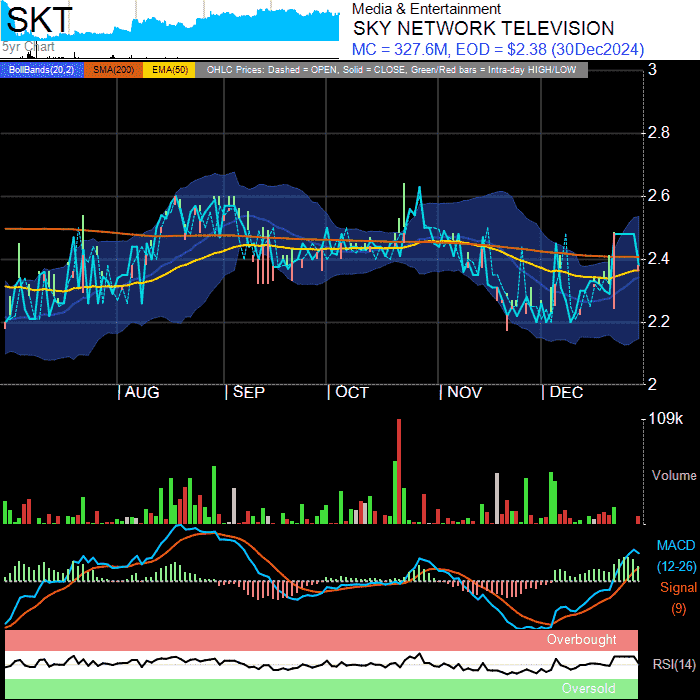 SKT
5yr Chart
Media & Entertainment
SKY NETWORK TELEVISION
MC = 327.6M, EOD = $2.38 (30Dec2024)
BollBands(20,2) SMA(200) EMA(50) OHLC Prices: Dashed = OPEN, Solid = CLOSE, Green/Red bars = Intra-day HIGH/LOW
3
2.8
2.6
2.4
2.2
2
AUG SEP OCT NOV DEC
109k
Volume
MACD
(12-26)
Signal
(9)
Overbought
RSI(14)
Oversold